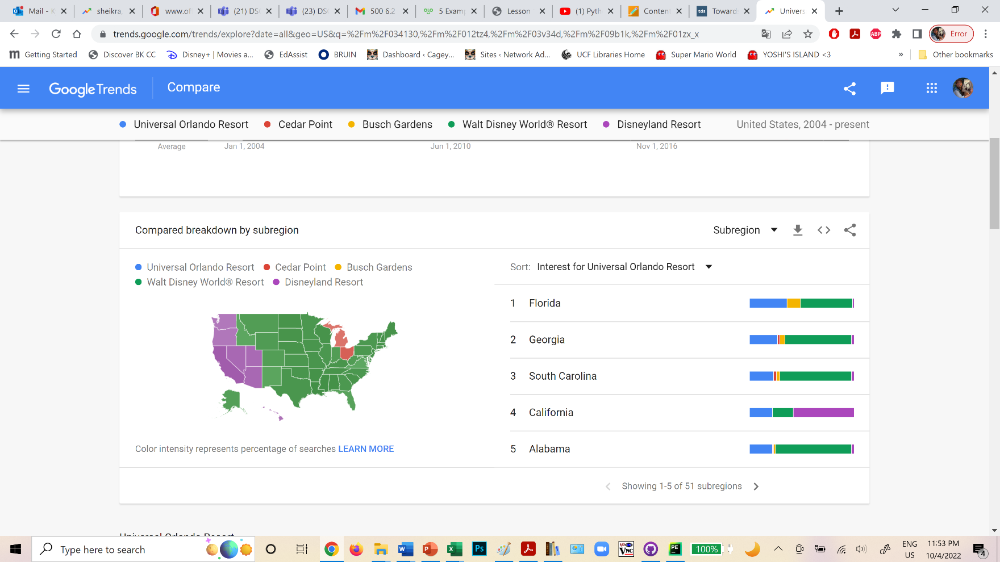 Mail - K
sheikra,
www.of
(21) DSC
(23) DSC
500 6.2
5 Examp
Lesson
(1) Pyth
Content
Toward
Univers
trends.google.com/trends/explore?date=all&geo=US&q=%2Fm%2F034130,%2Fm%2F012tz4,%2Fm%2F03v34d,%2Fm%2F09b1k,%2Fm%2F01zx_x
ABP
Error
Getting Started
Discover BK CC
Disney+ | Movies a...
EdAssist
BRUIN
Dashboard ‹ Cagey...
Sites ‹ Network Ad...
UCF Libraries Home
Super Mario World
YOSHI'S ISLAND <3
»
Other bookmarks
Google Trends
Compare
Universal Orlando Resort
Cedar Point
Busch Gardens
Walt Disney World® Resort
Disneyland Resort
United States, 2004 - present
Average
Jan 1, 2004
Jun 1, 2010
Nov 1, 2016
Compared breakdown by subregion
Subregion
Universal Orlando Resort
Cedar Point
Busch Gardens
Walt Disney World® Resort
Disneyland Resort
Sort: Interest for Universal Orlando Resort
1 Florida
2 Georgia
3 South Carolina
4 California
5 Alabama
Color intensity represents percentage of searches LEARN MORE
Showing 1-5 of 51 subregions
Universal Orlando Resort
Type here to search
100%
ENG
US
11:53 PM
10/4/2022
4